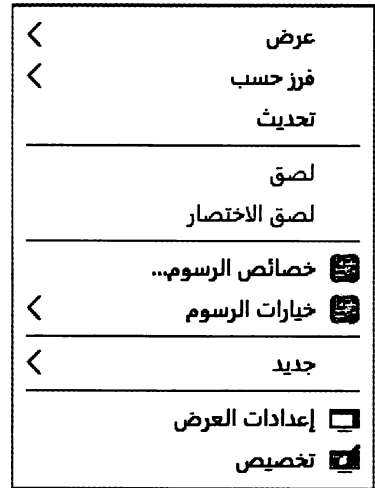 عرض
فرز حسب
تحديث
لصق
لصق الاختصار
خصائص الرسوم...
خيارات الرسوم
جديد
إعدادات العرض
تخصيص